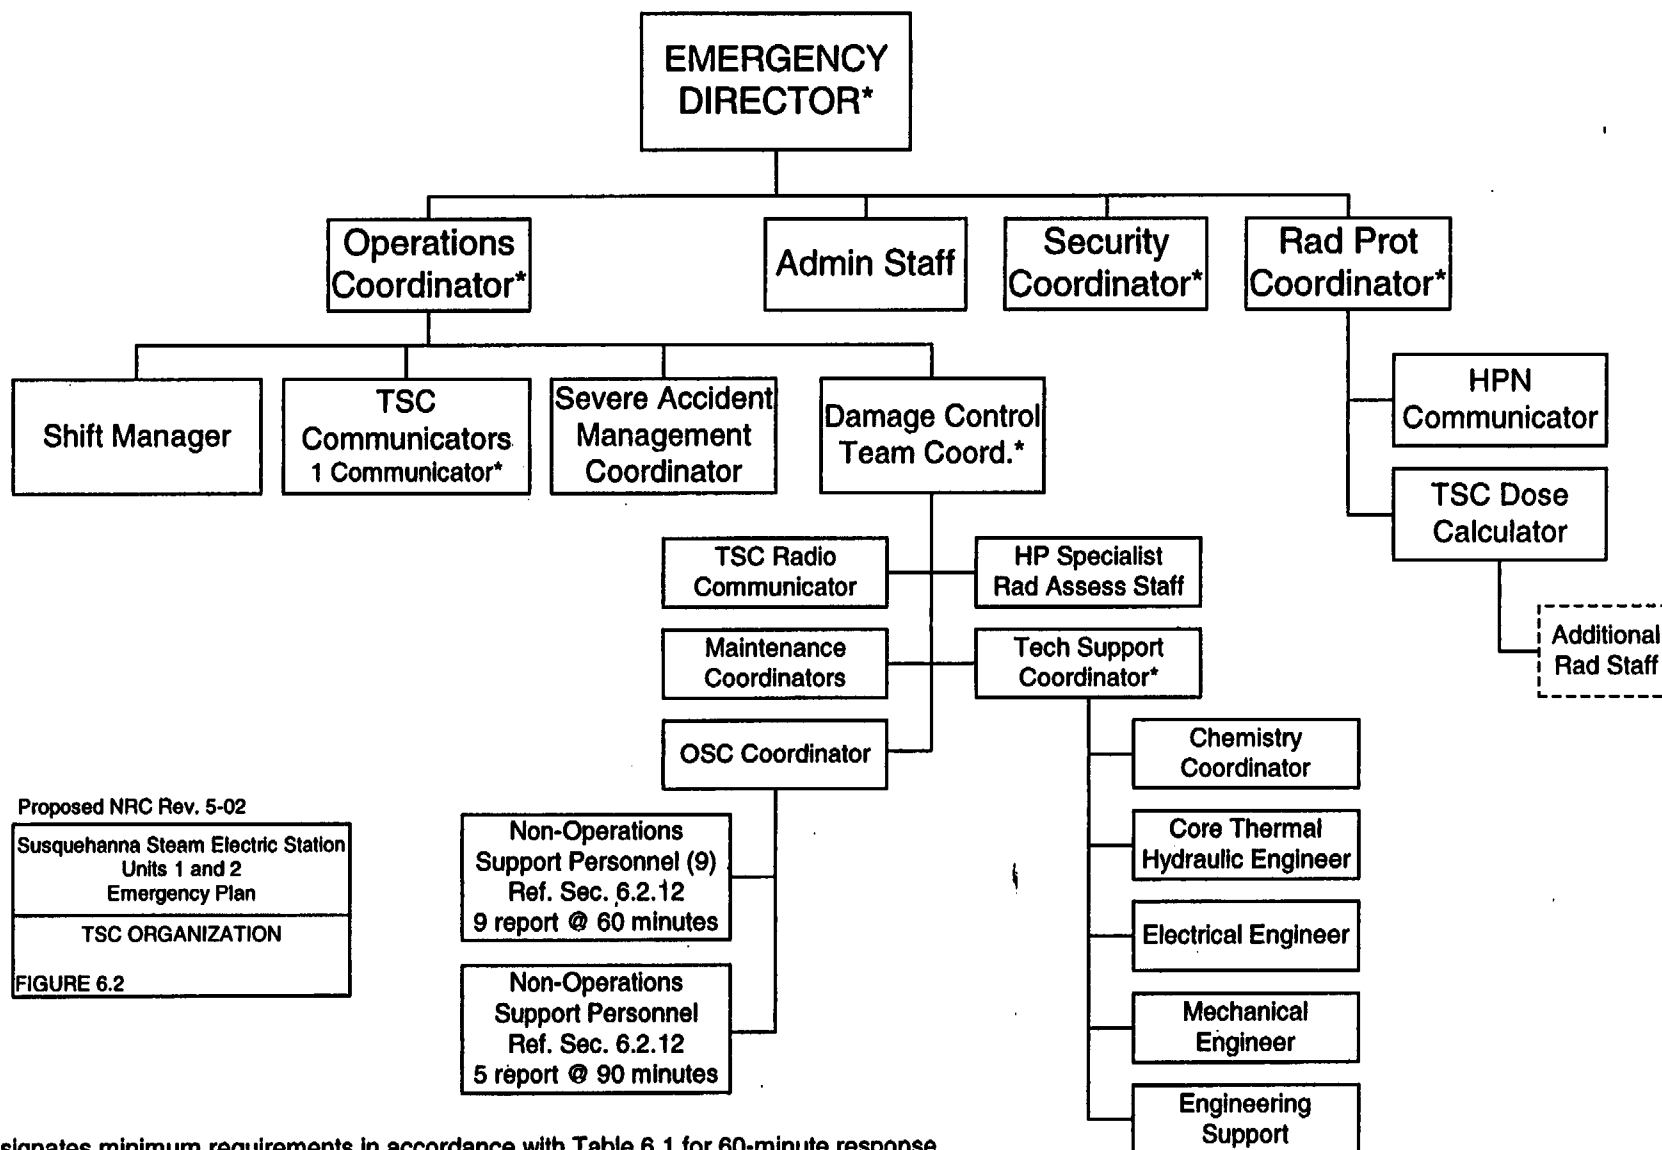 EMERGENCY
DIRECTOR*
Operations
Coordinator*
Admin Staff
Security
Coordinator*
Rad Prot
Coordinator*
Shift Manager
TSC
Communicators
1 Communicator*
Severe Accident
Management
Coordinator
Damage Control
Team Coord.*
HPN
Communicator
TSC Dose
Calculator
Additional
Rad Staff
TSC Radio
Communicator
HP Specialist
Rad Assess Staff
Maintenance
Coordinators
Tech Support
Coordinator*
OSC Coordinator
Chemistry
Coordinator
Core Thermal
Hydraulic Engineer
Electrical Engineer
Mechanical
Engineer
Engineering
Support
Non-Operations
Support Personnel (9)
Ref. Sec. 6.2.12
9 report @ 60 minutes
Non-Operations
Support Personnel
Ref. Sec. 6.2.12
5 report @ 90 minutes
Proposed NRC Rev. 5-02
Susquehanna Steam Electric Station
Units 1 and 2
Emergency Plan
TSC ORGANIZATION
FIGURE 6.2
signates minimum requirements in accordance with Table 6.1 for 60-minute response